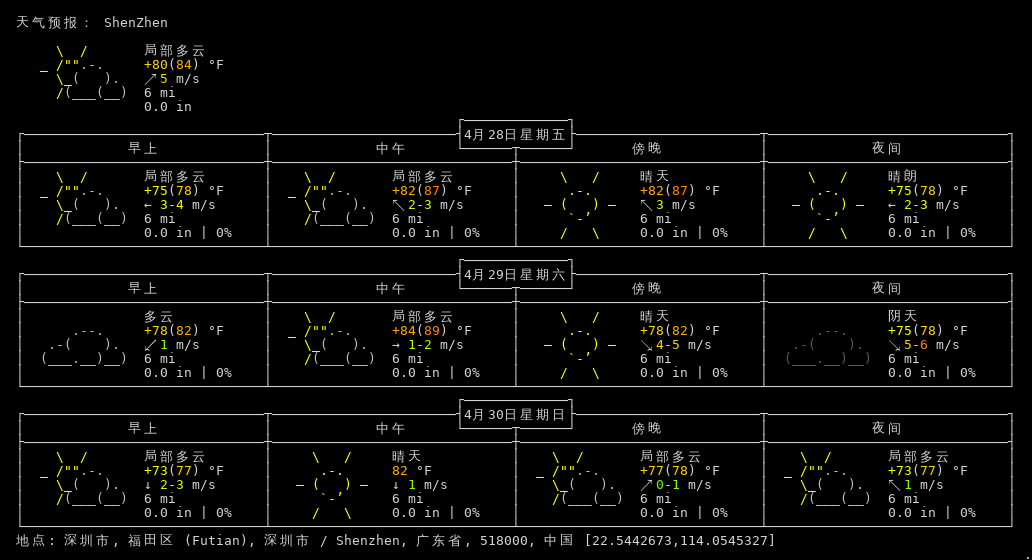 天气预报: ShenZhen
局部多云
+80(84) °F
↗5 m/s
6 mi
0.0 in
4月28日星期五
早上 中午 傍晚 夜间
局部多云 局部多云 晴天 晴朗
+75(78) °F +82(87) °F +82(87) °F +75(78) °F
← 3-4 m/s ↖2-3 m/s ↖3 m/s ← 2-3 m/s
6 mi 6 mi 6 mi 6 mi
0.0 in | 0% 0.0 in | 0% 0.0 in | 0% 0.0 in | 0%
4月29日星期六
早上 中午 傍晚 夜间
多云 局部多云 晴天 阴天
+78(82) °F +84(89) °F +78(82) °F +75(78) °F
↙1 m/s → 1-2 m/s ↘4-5 m/s ↘5-6 m/s
6 mi 6 mi 6 mi 6 mi
0.0 in | 0% 0.0 in | 0% 0.0 in | 0% 0.0 in | 0%
4月30日星期日
早上 中午 傍晚 夜间
局部多云 晴天 局部多云 局部多云
+73(77) °F 82 °F +77(78) °F +73(77) °F
↓ 2-3 m/s ↓ 1 m/s ↗0-1 m/s ↖1 m/s
6 mi 6 mi 6 mi 6 mi
0.0 in | 0% 0.0 in | 0% 0.0 in | 0% 0.0 in | 0%
地点: 深圳市, 福田区 (Futian), 深圳市 / Shenzhen, 广东省, 518000, 中国 [22.5442673,114.0545327]